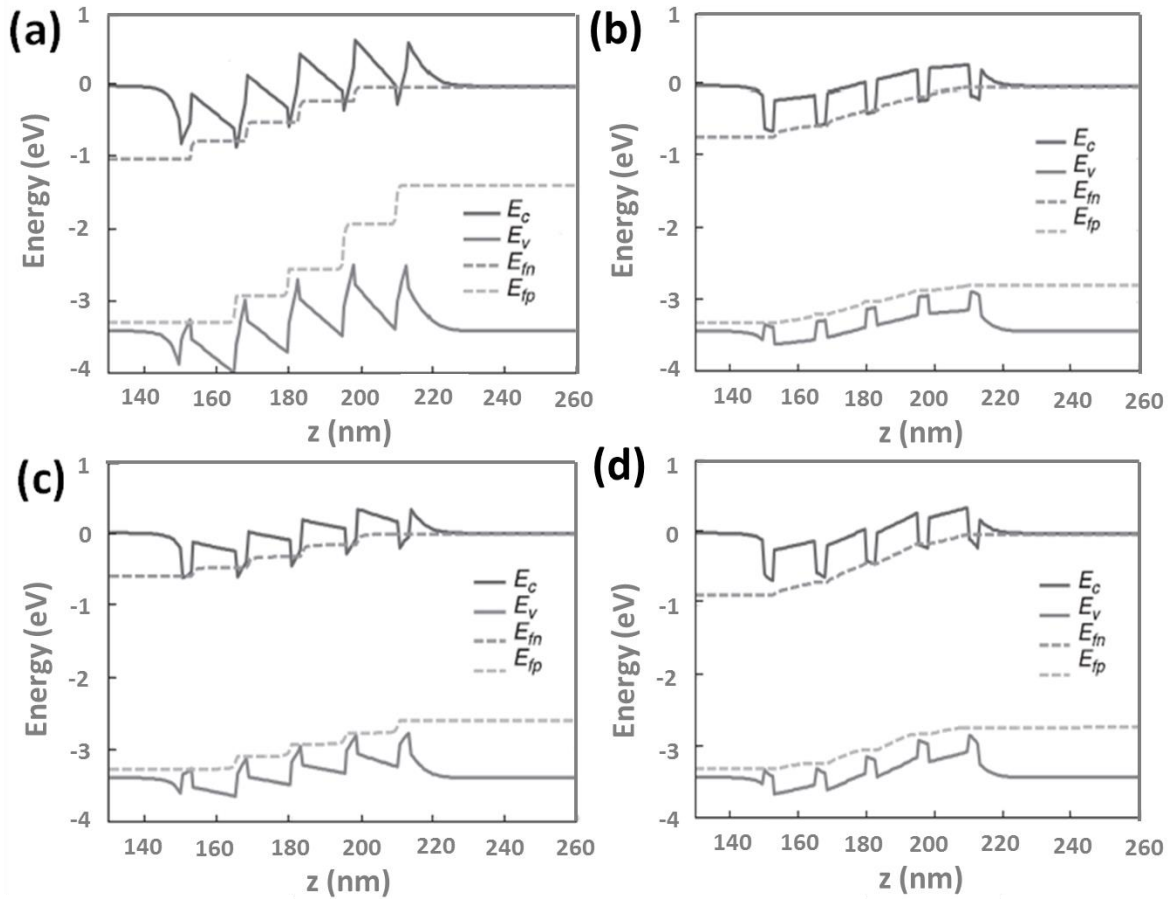 (a)
1
0
-1
-2
-3
-4
Energy (eV)
140 160 180 200 220 240 260
z (nm)
Ec
Ev
Efn
Efp
(b)
1
0
-1
-2
-3
-4
Energy (eV)
140 160 180 200 220 240 260
z (nm)
Ec
Ev
Efn
Efp
(c)
1
0
-1
-2
-3
-4
Energy (eV)
140 160 180 200 220 240 260
z (nm)
Ec
Ev
Efn
Efp
(d)
1
0
-1
-2
-3
-4
Energy (eV)
140 160 180 200 220 240 260
z (nm)
Ec
Ev
Efn
Efp